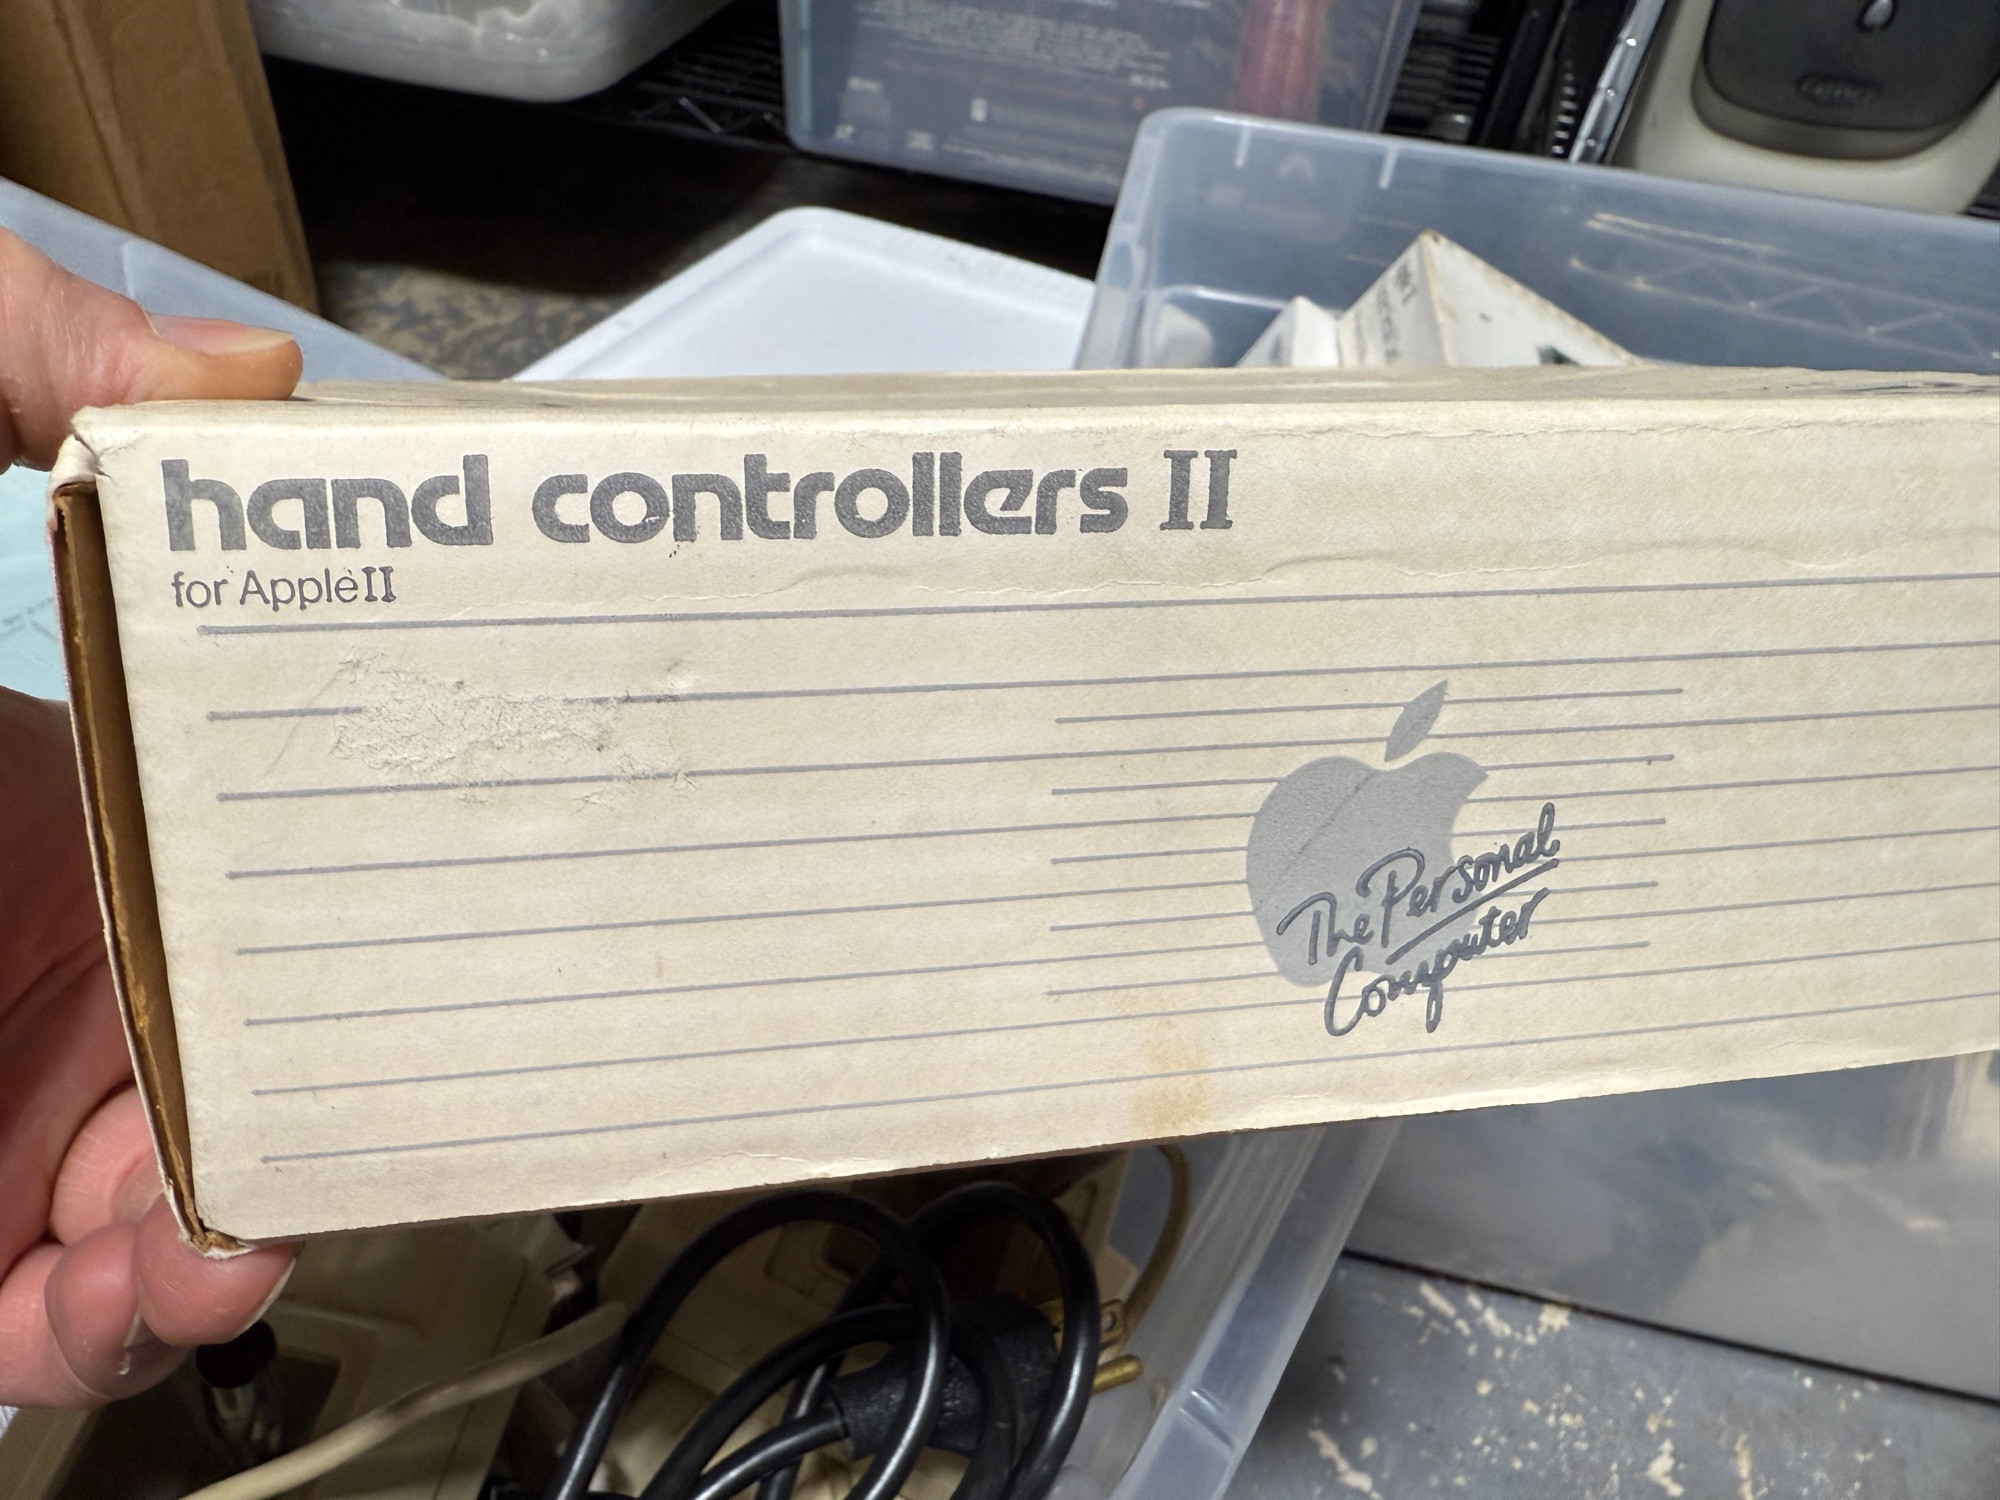 hand controllers II
for Apple II
The Personal
Computer